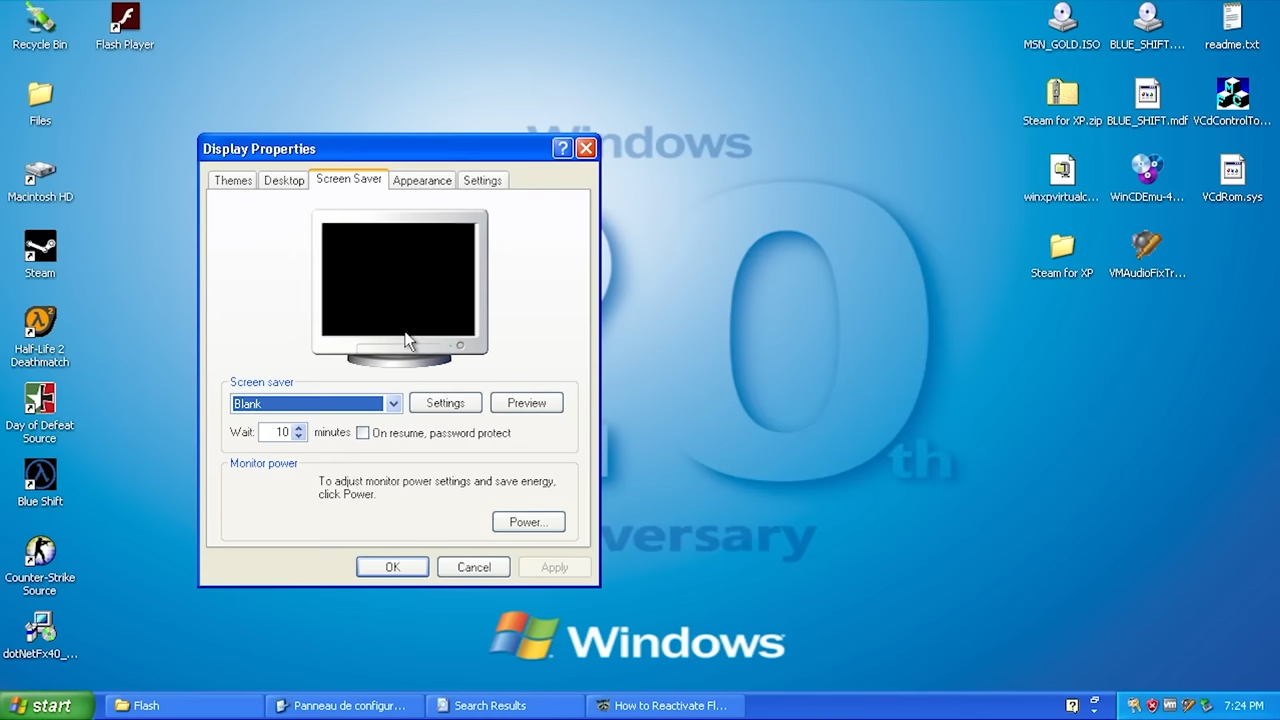 Recycle Bin
Flash Player
Files
Macintosh HD
Steam
Half-Life 2
Deathmatch
Day of Defeat
Source
Blue Shift
Counter-Strike
Source
dotNetFx40_...
MSN_GOLD.ISO
BLUE_SHIFT....
readme.txt
Steam for XP.zip
BLUE_SHIFT.mdf
VCdControlTo...
winxpvirtualc...
WinCDEmu-4...
VCdRom.sys
Steam for XP
VMAudioFixTr...
Windows
0
th
versary
Windows
Display Properties
Themes
Desktop
Screen Saver
Appearance
Settings
Screen saver
Blank
Settings
Preview
Wait: 10 minutes
On resume, password protect
Monitor power
To adjust monitor power settings and save energy,
click Power.
Power...
OK
Cancel
Apply
start
Flash
Panneau de configur...
Search Results
How to Reactivate Fl...
7:24 PM